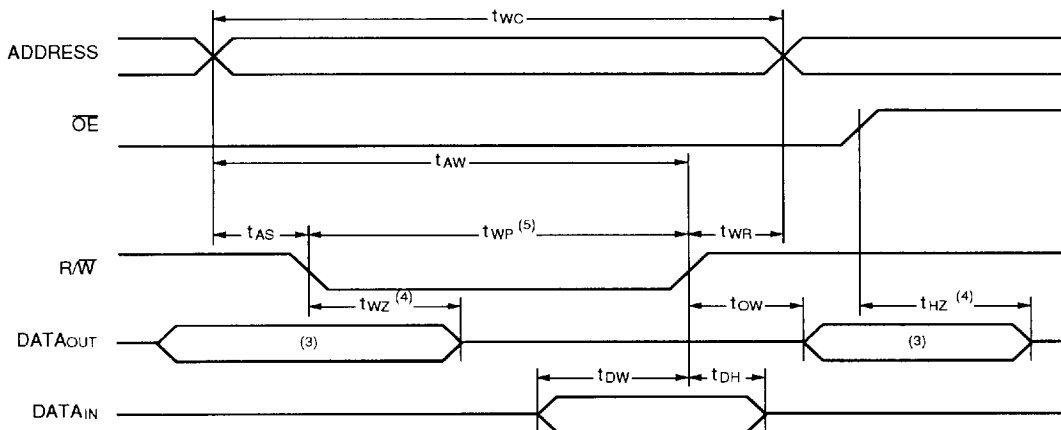 tWC
ADDRESS
OE
tAW
tAS tWP (5) tWR
R/W
tWZ (4) tOW tHZ (4)
DATAOUT (3) (3)
tDW tDH
DATAIN